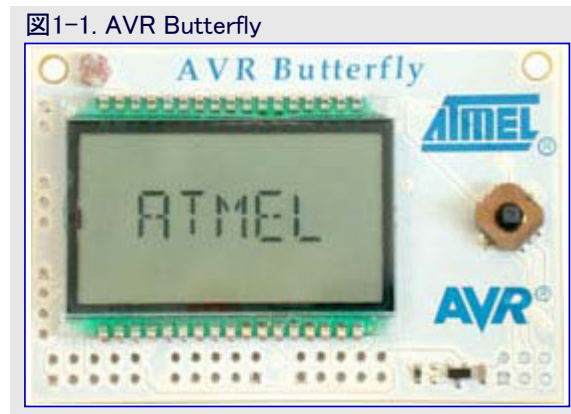 図1-1. AVR Butterfly
AVR Butterfly
ATMEL
®
ATMEL
AVR®